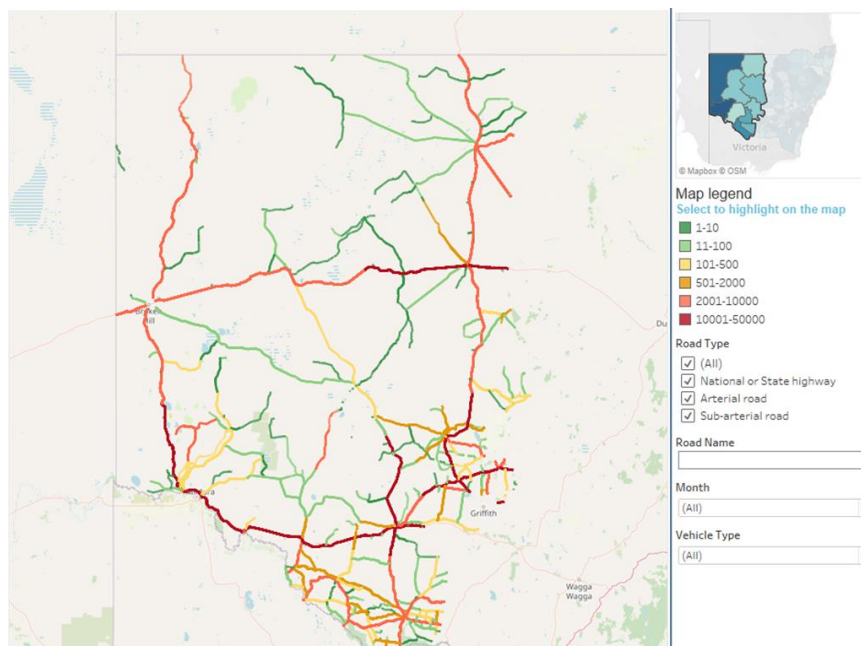 Victoria
© Mapbox © OSM
Map legend
Select to highlight on the map
1-10
11-100
101-500
501-2000
2001-10000
10001-50000
Road Type
(All)
National or State highway
Arterial road
Sub-arterial road
Road Name
Month
(All)
Vehicle Type
(All)
Hill
Du
Griffith
Wagga
Wagga